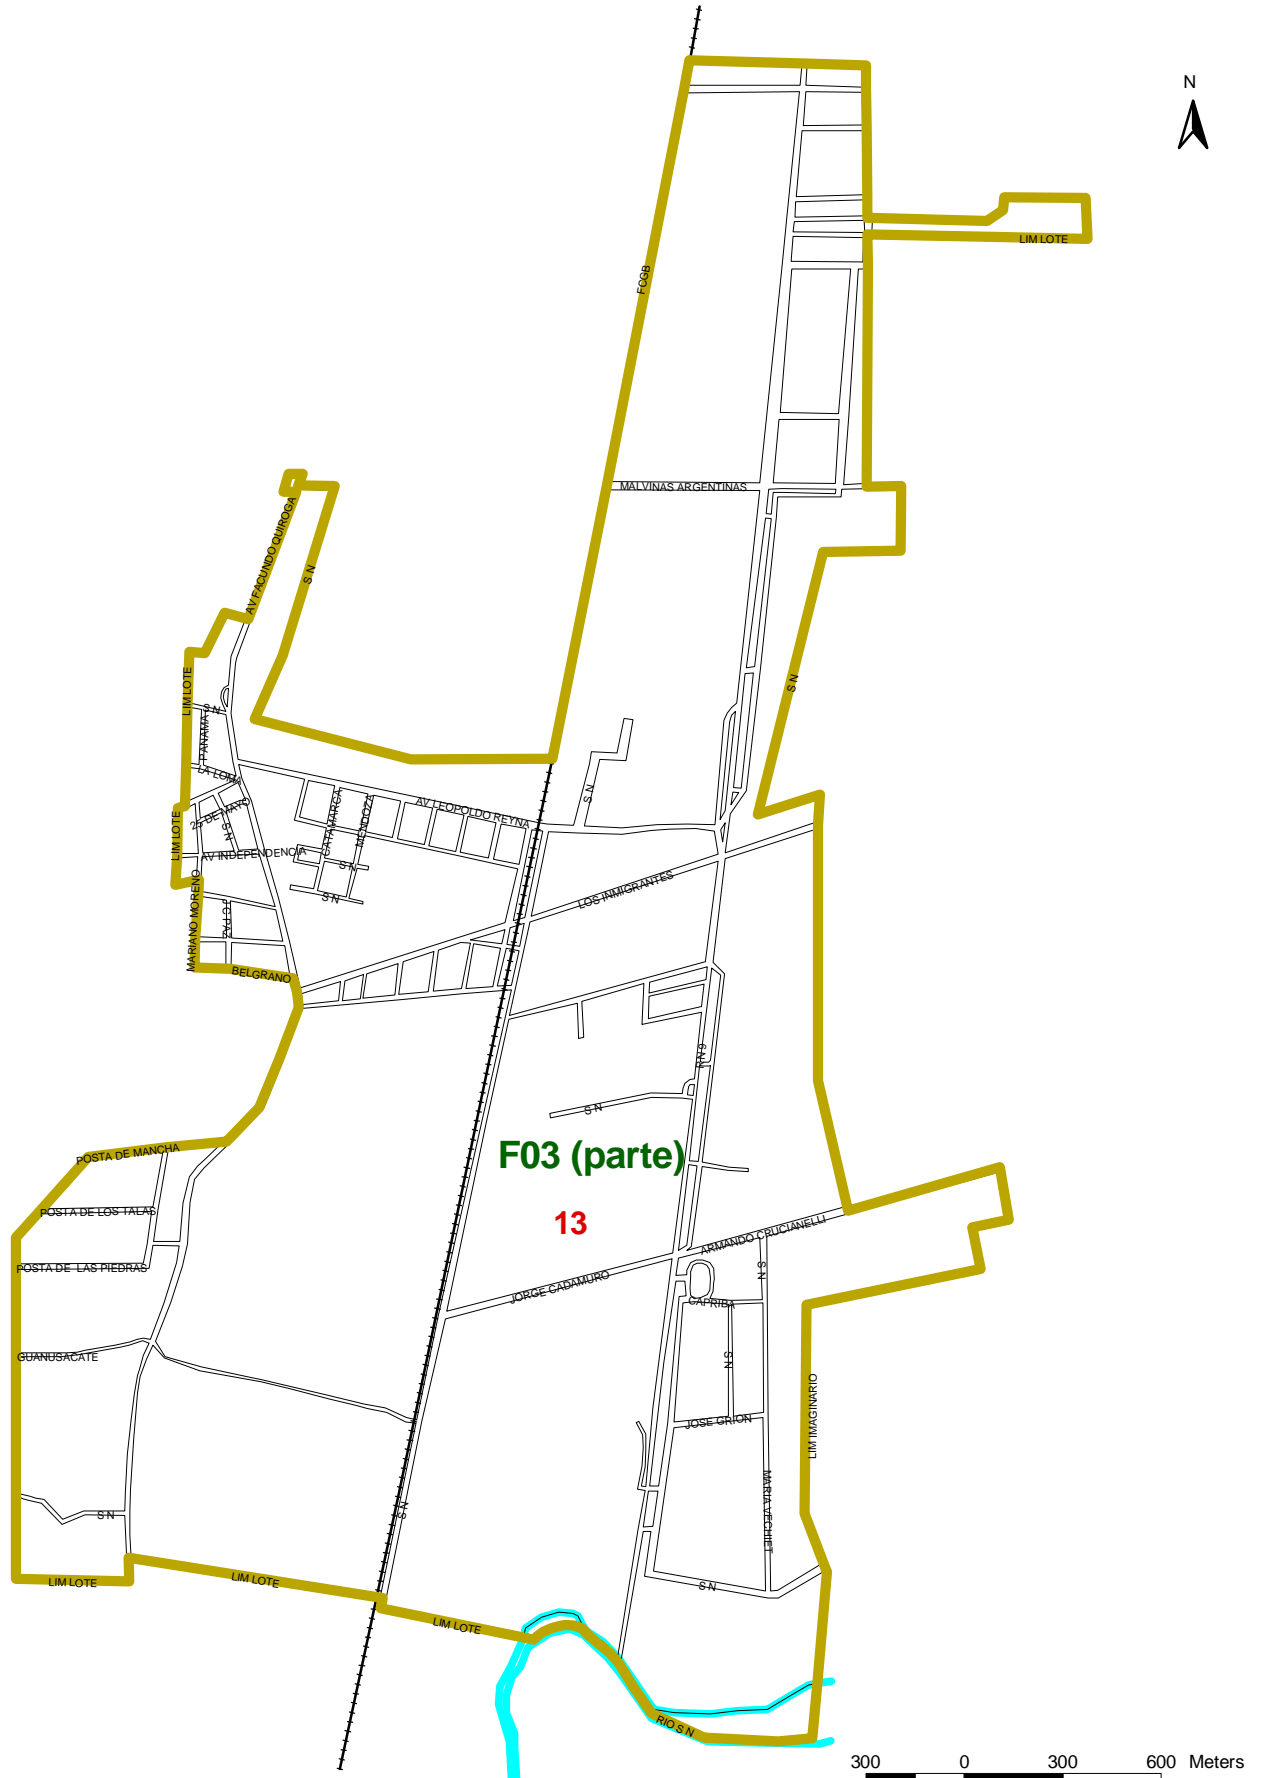 N
LIM LOTE
FCGB
MALVINAS ARGENTINAS
AV FACUNDO QUIROGA
S N
S N
LIM LOTE
S N
PANAMA
LA LOMA
25 DE MAYO
S N
LIM LOTE
AV INDEPENDENCIA
CATAMARCA
MENDOZA
AV LEOPOLDO REYNA
S N
S N
S N
LOS INMIGRANTES
MARIANO MORENO
J C PAZ
BELGRANO
RN 9
S N
F03 (parte)
13
POSTA DE MANCHA
POSTA DE LOS TALAS
POSTA DE LAS PIEDRAS
GUANUSACATE
ARMANDO CRUCIANELLI
JORGE CADAMURO
S N
CAPRIBA
S N
JOSE GRION
LIM IMAGINARIO
MARIA VECHIET
S N
S N
S N
LIM LOTE
LIM LOTE
LIM LOTE
RIO S N
300 0 300 600 Meters